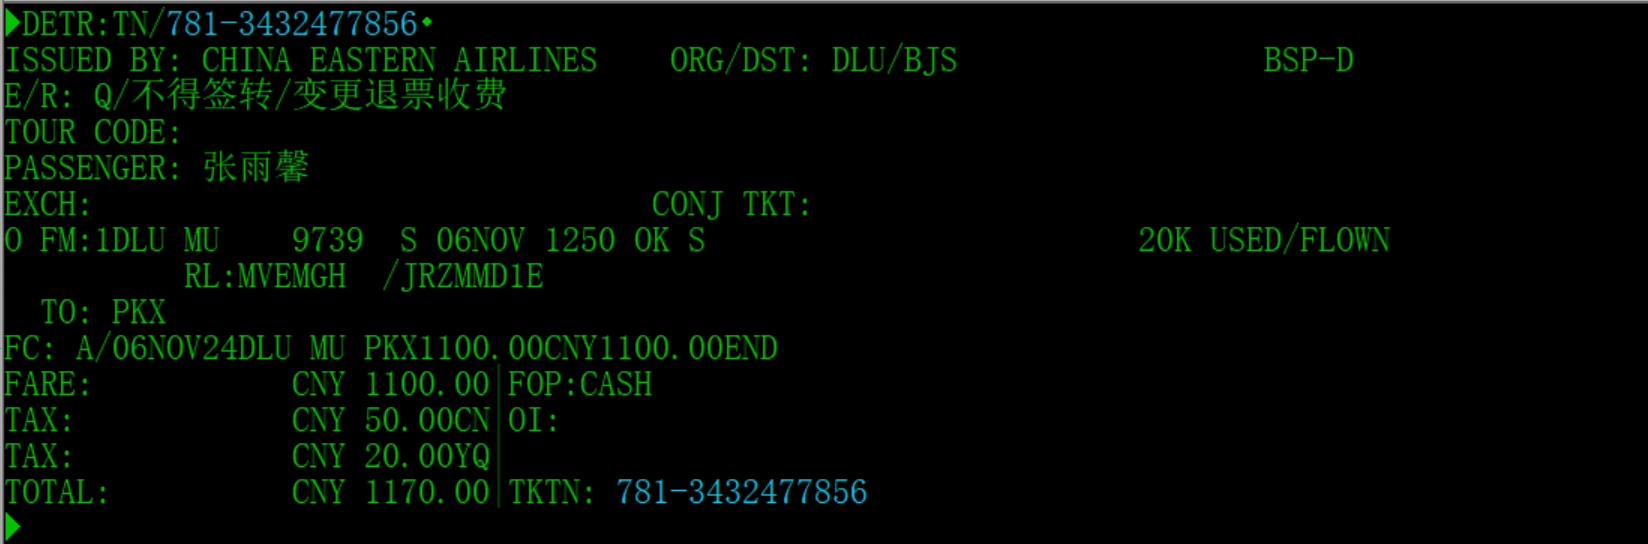 DETR:TN/781-3432477856
ISSUED BY: CHINA EASTERN AIRLINES    ORG/DST: DLU/BJS    BSP-D
E/R: Q/不得签转/变更退票收费
TOUR CODE:
PASSENGER: 张雨馨
EXCH:    CONJ TKT:
O FM:1DLU MU    9739  S 06NOV 1250 OK S    20K USED/FLOWN
RL:MVEMGH  /JRZMMD1E
TO: PKX
FC: A/06NOV24DLU MU PKX1100.00CNY1100.00END
FARE:    CNY 1100.00 FOP:CASH
TAX:    CNY 50.00CN OI:
TAX:    CNY 20.00YQ
TOTAL:    CNY 1170.00 TKTN: 781-3432477856